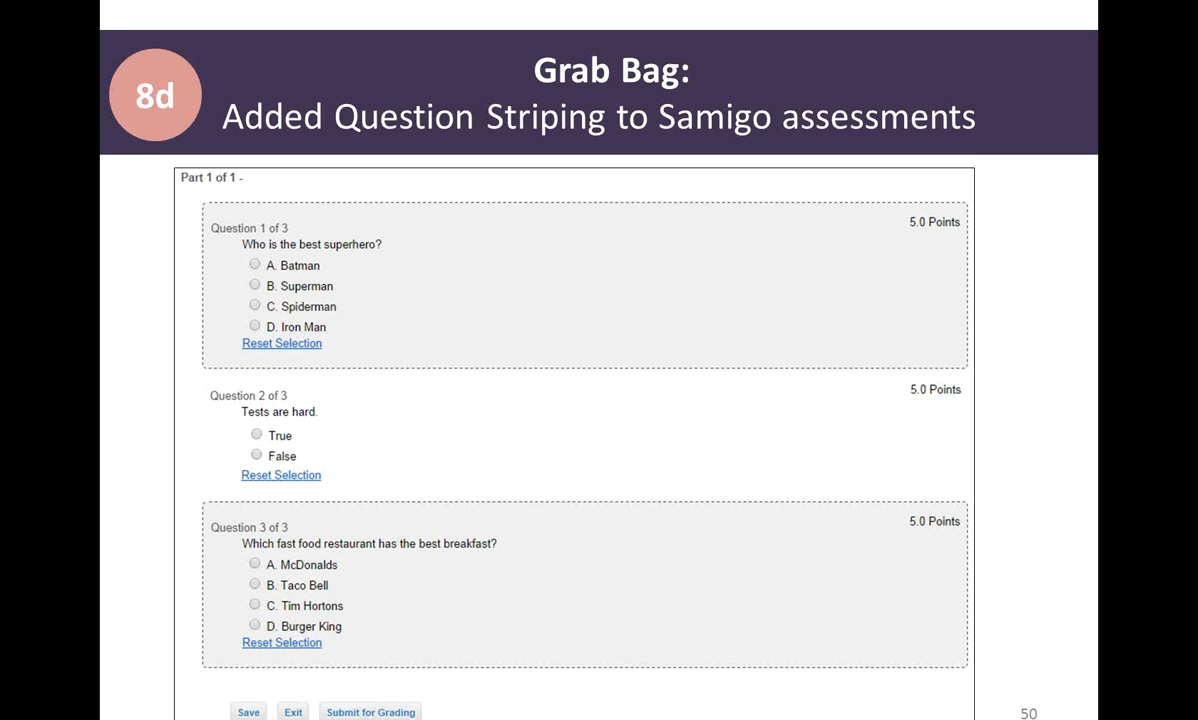 8d
Grab Bag:
Added Question Striping to Samigo assessments
Part 1 of 1 -
Question 1 of 3
5.0 Points
Who is the best superhero?
A. Batman
B. Superman
C. Spiderman
D. Iron Man
Reset Selection
Question 2 of 3
5.0 Points
Tests are hard.
True
False
Reset Selection
Question 3 of 3
5.0 Points
Which fast food restaurant has the best breakfast?
A. McDonalds
B. Taco Bell
C. Tim Hortons
D. Burger King
Reset Selection
Save Exit Submit for Grading
50